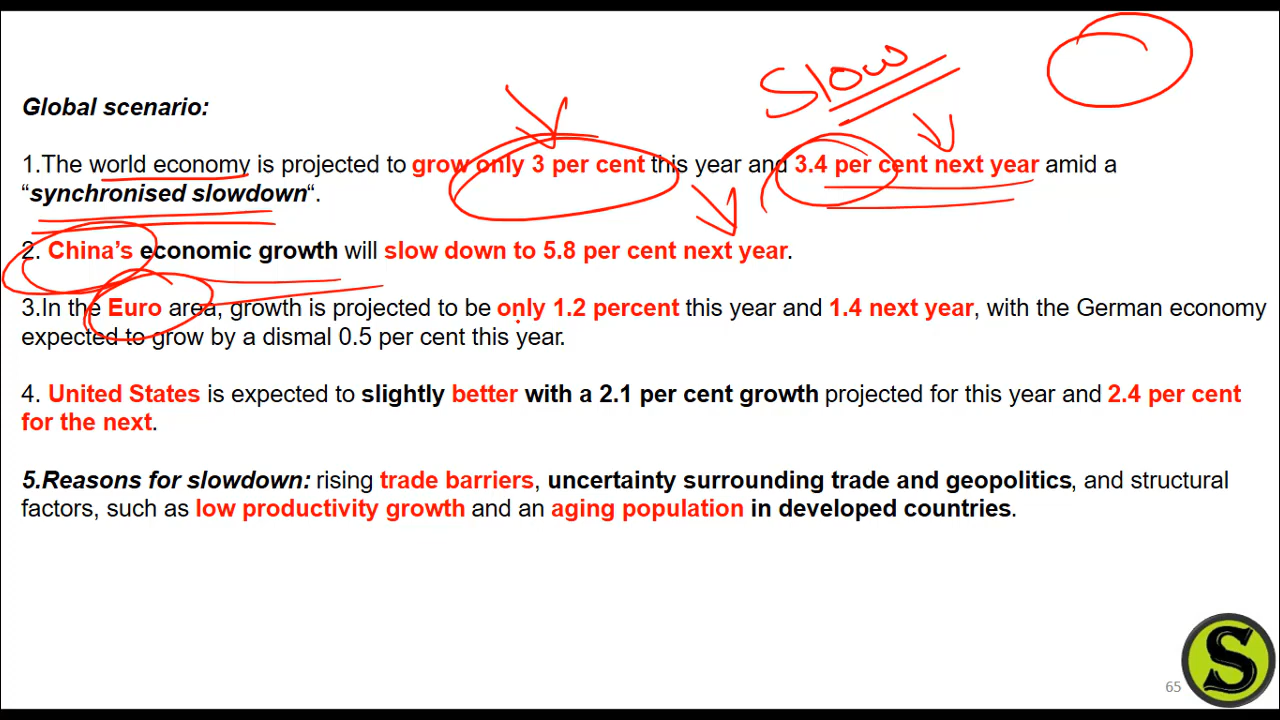 Slow
Global scenario:
1.The world economy is projected to grow only 3 per cent this year and 3.4 per cent next year amid a
“synchronised slowdown“.
2. China’s economic growth will slow down to 5.8 per cent next year.
3.In the Euro area, growth is projected to be only 1.2 percent this year and 1.4 next year, with the German economy
expected to grow by a dismal 0.5 per cent this year.
4. United States is expected to slightly better with a 2.1 per cent growth projected for this year and 2.4 per cent
for the next.
5.Reasons for slowdown: rising trade barriers, uncertainty surrounding trade and geopolitics, and structural
factors, such as low productivity growth and an aging population in developed countries.
S
65